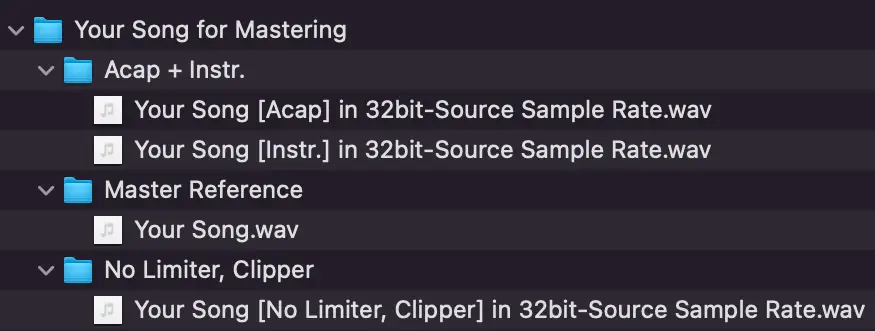 Your Song for Mastering
Acap + Instr.
Your Song [Acap] in 32bit-Source Sample Rate.wav
Your Song [Instr.] in 32bit-Source Sample Rate.wav
Master Reference
Your Song.wav
No Limiter, Clipper
Your Song [No Limiter, Clipper] in 32bit-Source Sample Rate.wav